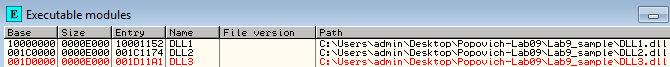 E Executable modules
Base Size Entry Name File version Path
10000000 0000E000 10001152 DLL1 C:\Users\admin\Desktop\Popovich-Lab09\Lab9_sample\DLL1.dll
001C0000 0000E000 001C1174 DLL2 C:\Users\admin\Desktop\Popovich-Lab09\Lab9_sample\DLL2.dll
001D0000 0000E000 001D11A1 DLL3 C:\Users\admin\Desktop\Popovich-Lab09\Lab9_sample\DLL3.dll